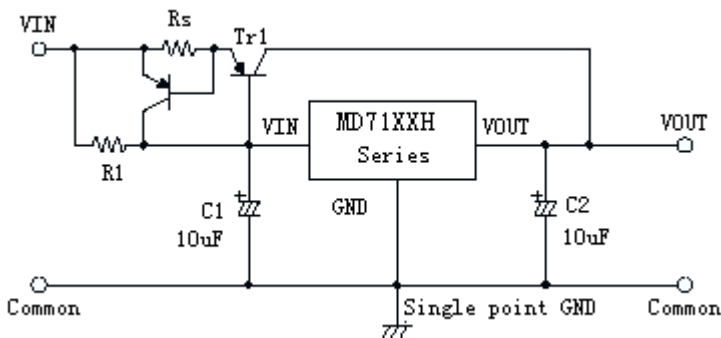 VIN
Rs
Tr1
R1
VIN
MD71XXH
Series
VOUT
VOUT
C1
10uF
GND
C2
10uF
Common
Single point GND
Common